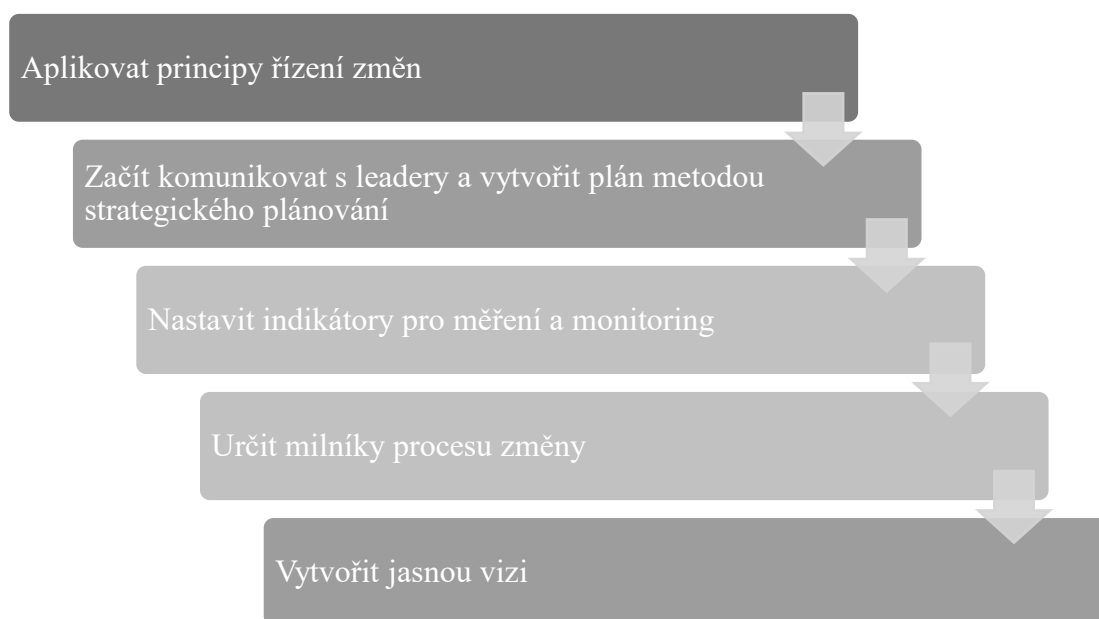 Aplikovat principy řízení změn
Začít komunikovat s leadery a vytvořit plán metodou
strategického plánování
Nastavit indikátory pro měření a monitoring
Určit milníky procesu změny
Vytvořit jasnou vizi